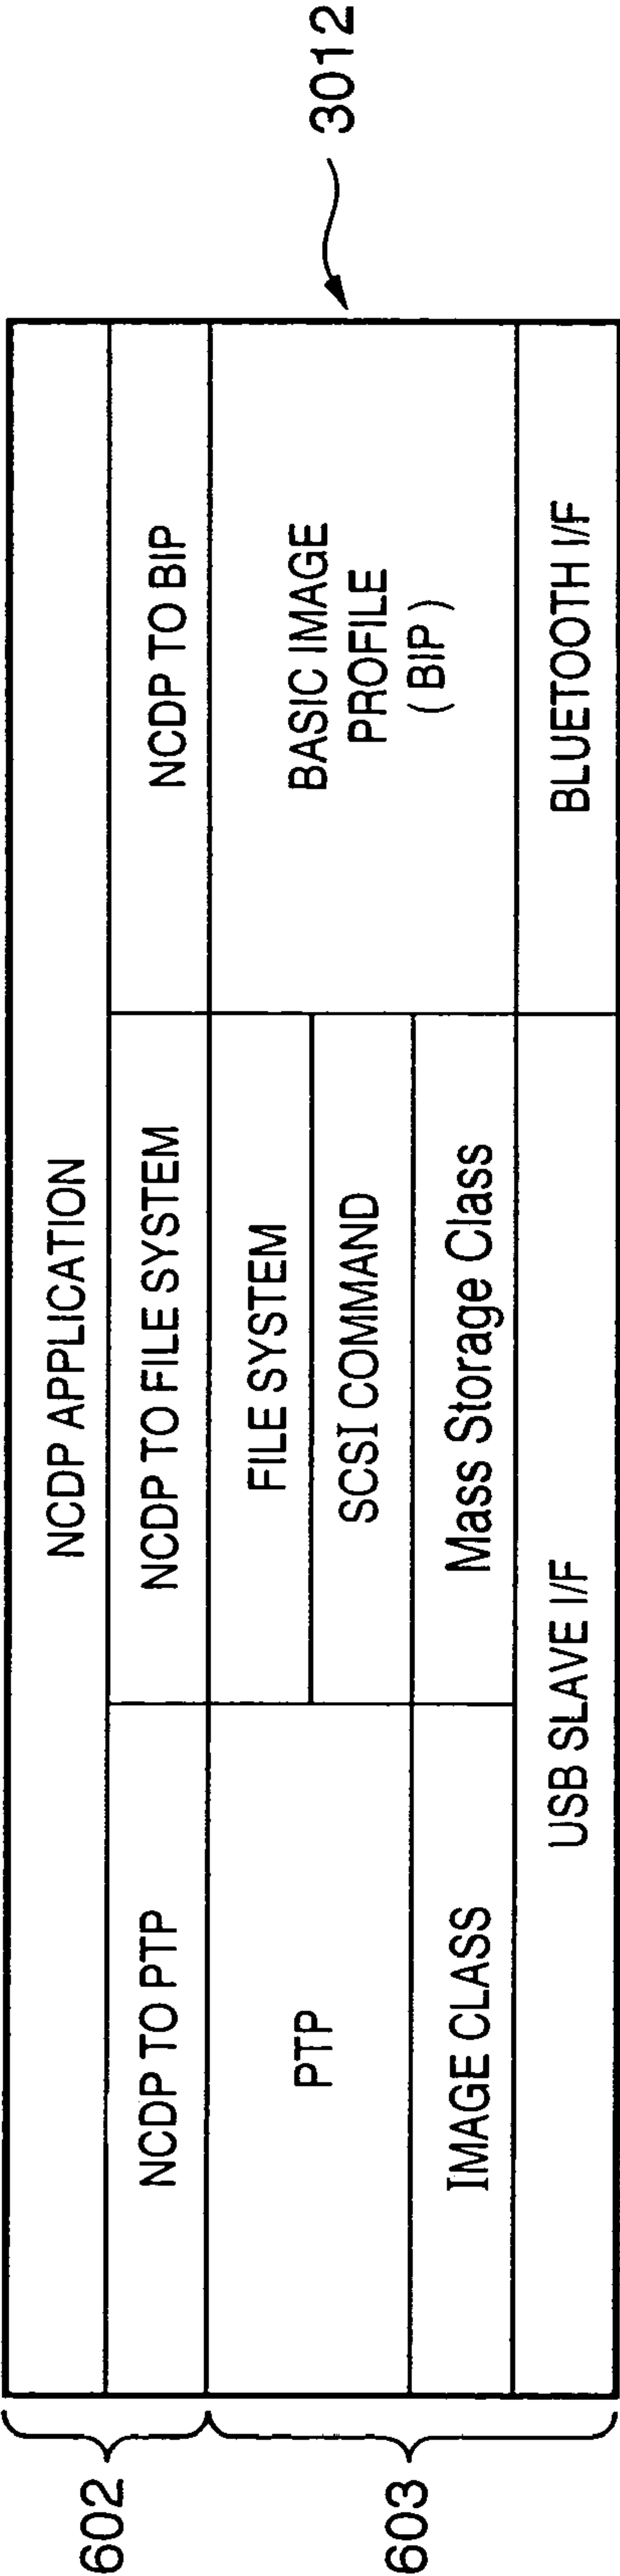 3012
602
603
NCDP APPLICATION
NCDP TO PTP
NCDP TO FILE SYSTEM
NCDP TO BIP
PTP
FILE SYSTEM
BASIC IMAGE
PROFILE
( BIP )
SCSI COMMAND
IMAGE CLASS
Mass Storage Class
USB SLAVE I/F
BLUETOOTH I/F